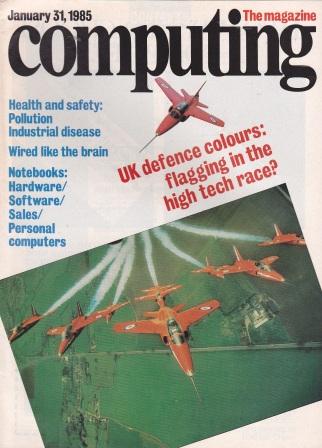 January 31, 1985
The magazine
computing
Health and safety:
Pollution
Industrial disease
Wired like the brain
Notebooks:
Hardware/
Software/
Sales/
Personal
computers
UK defence colours:
flagging in the
high tech race?